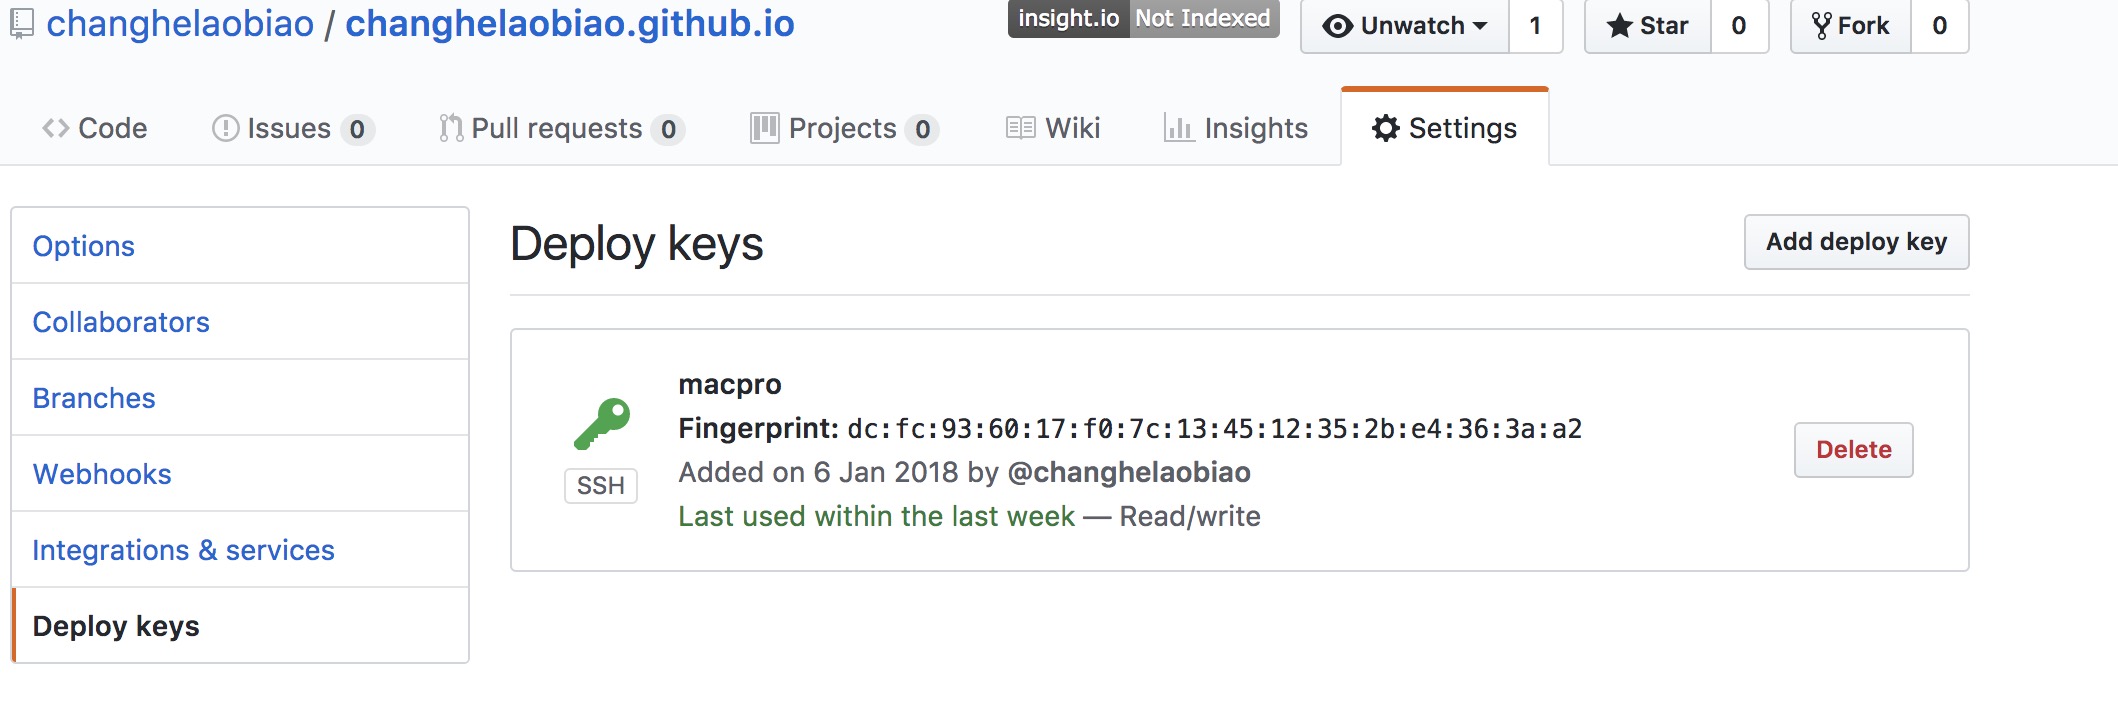 changhelaobiao / changhelaobiao.github.io
insight.io Not Indexed
Unwatch 1
Star 0
Fork 0
Code
Issues 0
Pull requests 0
Projects 0
Wiki
Insights
Settings
Options
Collaborators
Branches
Webhooks
Integrations & services
Deploy keys
Deploy keys
Add deploy key
SSH
macpro
Fingerprint: dc:fc:93:60:17:f0:7c:13:45:12:35:2b:e4:36:3a:a2
Added on 6 Jan 2018 by @changhelaobiao
Last used within the last week — Read/write
Delete